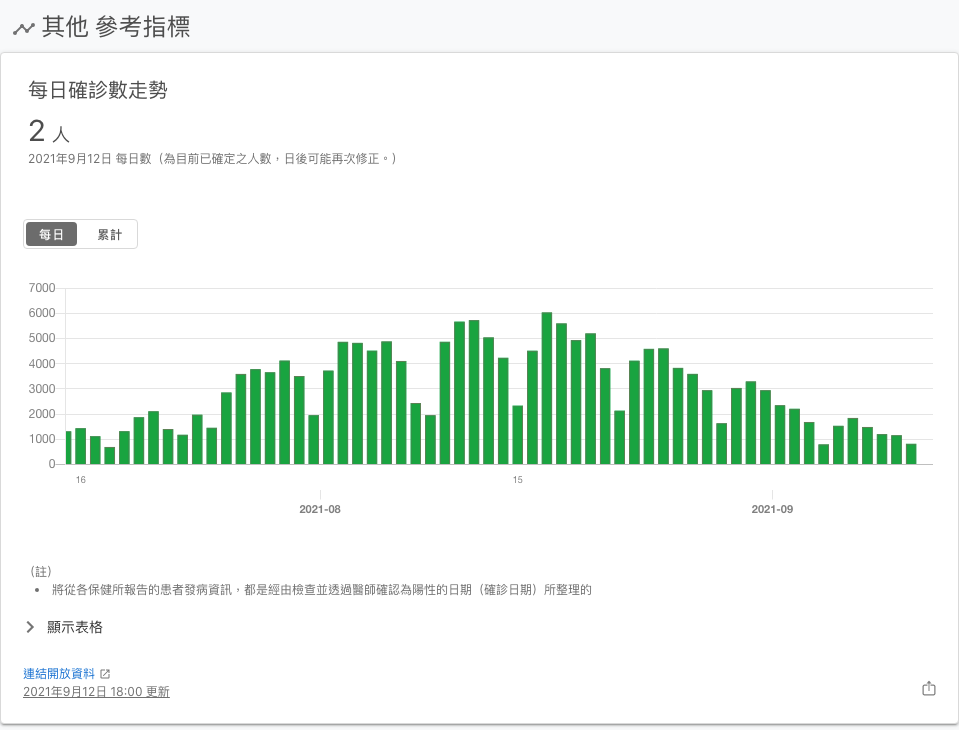 其他 參考指標
每日確診數走勢
2 人
2021年9月12日 每日數（為目前已確定之人數，日後可能再次修正。）
每日 累計
7000
6000
5000
4000
3000
2000
1000
0
16 15
2021-08 2021-09
（註）
• 將從各保健所報告的患者發病資訊，都是經由檢查並透過醫師確認為陽性的日期（確診日期）所整理的
顯示表格
連結開放資料
2021年9月12日 18:00 更新